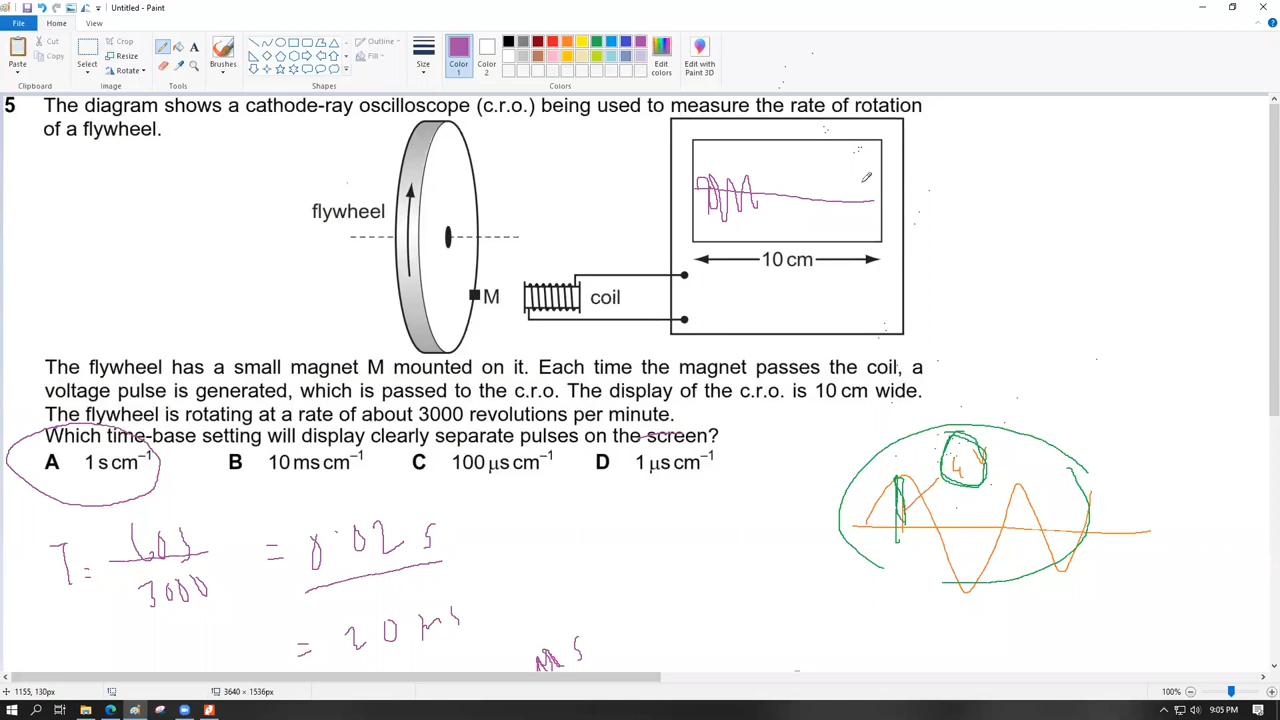 Untitled - Paint
File Home View
Cut
Copy
Paste
Clipboard
Crop
Resize
Rotate
Select
Image
Tools
Brushes
Outline
Fill
Shapes
Size
Color 1
Color 2
Edit colors
Edit with Paint 3D
Colors
5 The diagram shows a cathode-ray oscilloscope (c.r.o.) being used to measure the rate of rotation
of a flywheel.
flywheel
M
coil
10 cm
The flywheel has a small magnet M mounted on it. Each time the magnet passes the coil, a
voltage pulse is generated, which is passed to the c.r.o. The display of the c.r.o. is 10 cm wide.
The flywheel is rotating at a rate of about 3000 revolutions per minute.
Which time-base setting will display clearly separate pulses on the screen?
A 1 s cm⁻¹ B 10 ms cm⁻¹ C 100 μs cm⁻¹ D 1 μs cm⁻¹
4
T = 60s / 3000 = 0.02 s
= 20 ms
ms
1155, 130px
3640 × 1536px
100%
9:05 PM